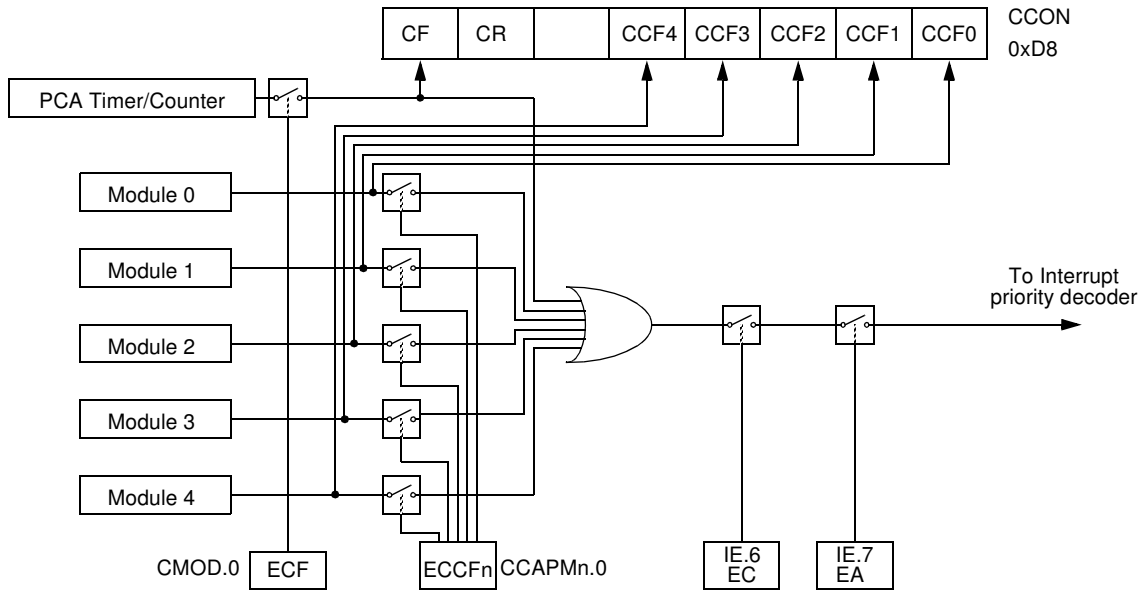 CF CR CCF4 CCF3 CCF2 CCF1 CCF0
CCON
0xD8
PCA Timer/Counter
Module 0
Module 1
Module 2
Module 3
Module 4
To Interrupt
priority decoder
CMOD.0 ECF
ECCFn CCAPMn.0
IE.6
EC
IE.7
EA